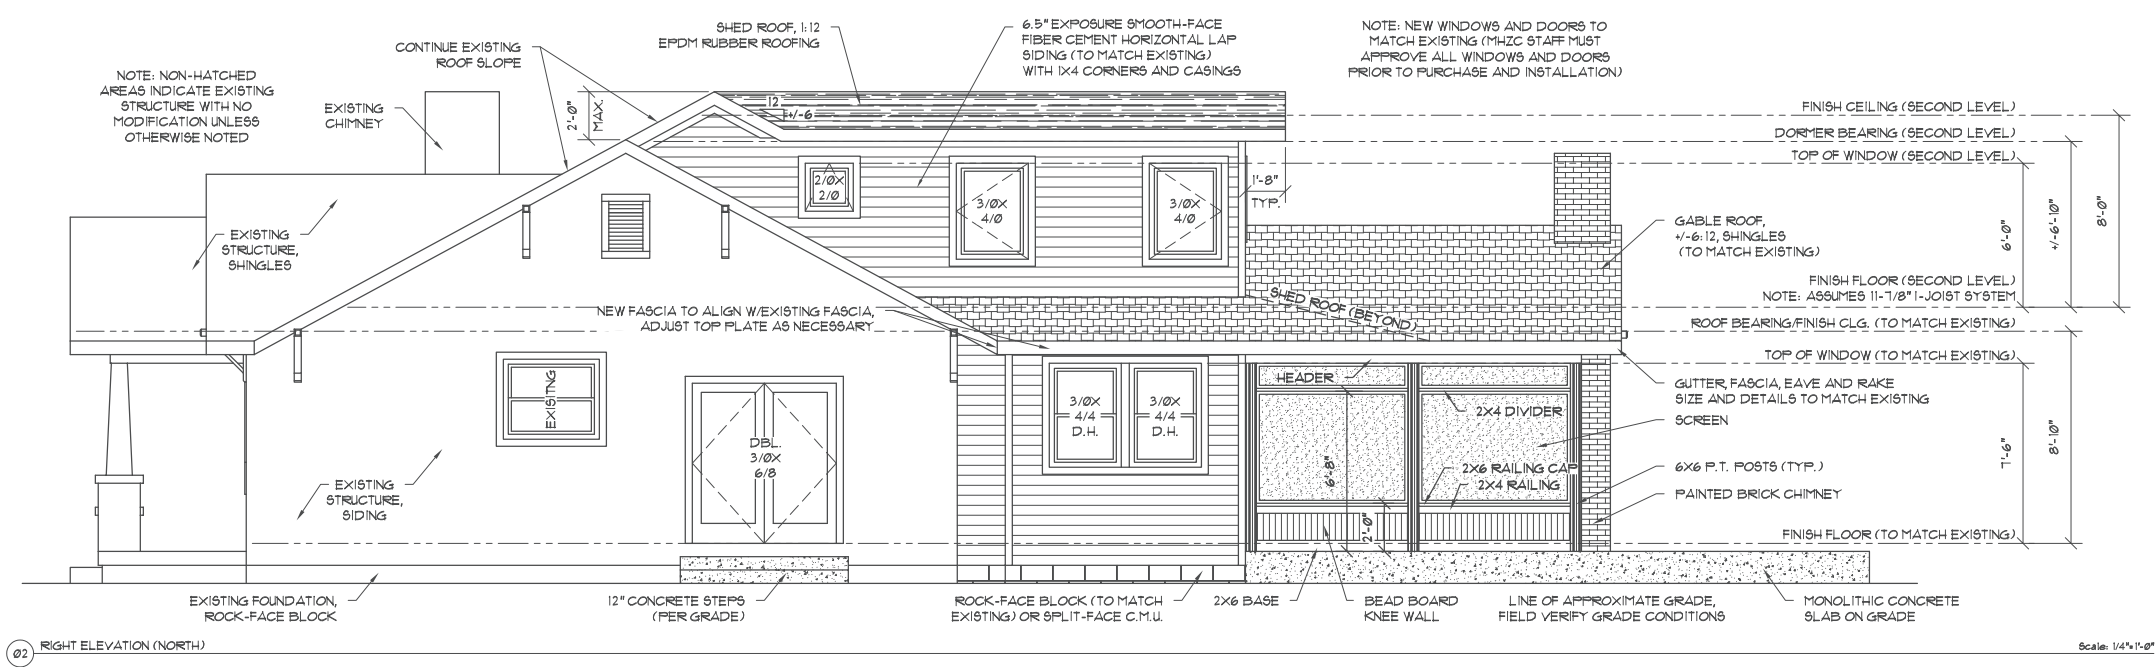 NOTE: NON-HATCHED
AREAS INDICATE EXISTING
STRUCTURE WITH NO
MODIFICATION UNLESS
OTHERWISE NOTED
CONTINUE EXISTING
ROOF SLOPE
EXISTING
CHIMNEY
SHED ROOF, 1:12
EPDM RUBBER ROOFING
6.5" EXPOSURE SMOOTH-FACE
FIBER CEMENT HORIZONTAL LAP
SIDING (TO MATCH EXISTING)
WITH 1X4 CORNERS AND CASINGS
NOTE: NEW WINDOWS AND DOORS TO
MATCH EXISTING (MHZC STAFF MUST
APPROVE ALL WINDOWS AND DOORS
PRIOR TO PURCHASE AND INSTALLATION)
2'-0"
MAX.
12
+/-6
FINISH CEILING (SECOND LEVEL)
DORMER BEARING (SECOND LEVEL)
TOP OF WINDOW (SECOND LEVEL)
2/0X
2/0
3/0X
4/0
3/0X
4/0
1'-8"
TYP.
EXISTING
STRUCTURE,
SHINGLES
GABLE ROOF,
+/-6:12, SHINGLES
(TO MATCH EXISTING)
6'-0"
+/-6'-10"
8'-0"
FINISH FLOOR (SECOND LEVEL)
NOTE: ASSUMES 11-7/8" I-JOIST SYSTEM
SHED ROOF (BEYOND)
NEW FASCIA TO ALIGN W/EXISTING FASCIA,
ADJUST TOP PLATE AS NECESSARY
ROOF BEARING/FINISH CLG. (TO MATCH EXISTING)
TOP OF WINDOW (TO MATCH EXISTING)
HEADER
GUTTER, FASCIA, EAVE AND RAKE
SIZE AND DETAILS TO MATCH EXISTING
EXISITNG
3/0X
4/4
D.H.
3/0X
4/4
D.H.
2X4 DIVIDER
SCREEN
DBL.
3/0X
6/8
6'-8"
2X6 RAILING CAP
2X4 RAILING
6X6 P.T. POSTS (TYP.)
PAINTED BRICK CHIMNEY
7'-6"
8'-10"
EXISTING
STRUCTURE,
SIDING
2'-0"
FINISH FLOOR (TO MATCH EXISTING)
EXISTING FOUNDATION,
ROCK-FACE BLOCK
12" CONCRETE STEPS
(PER GRADE)
ROCK-FACE BLOCK (TO MATCH
EXISTING) OR SPLIT-FACE C.M.U.
2X6 BASE
BEAD BOARD
KNEE WALL
LINE OF APPROXIMATE GRADE,
FIELD VERIFY GRADE CONDITIONS
MONOLITHIC CONCRETE
SLAB ON GRADE
02
RIGHT ELEVATION (NORTH)
Scale: 1/4"=1'-0"